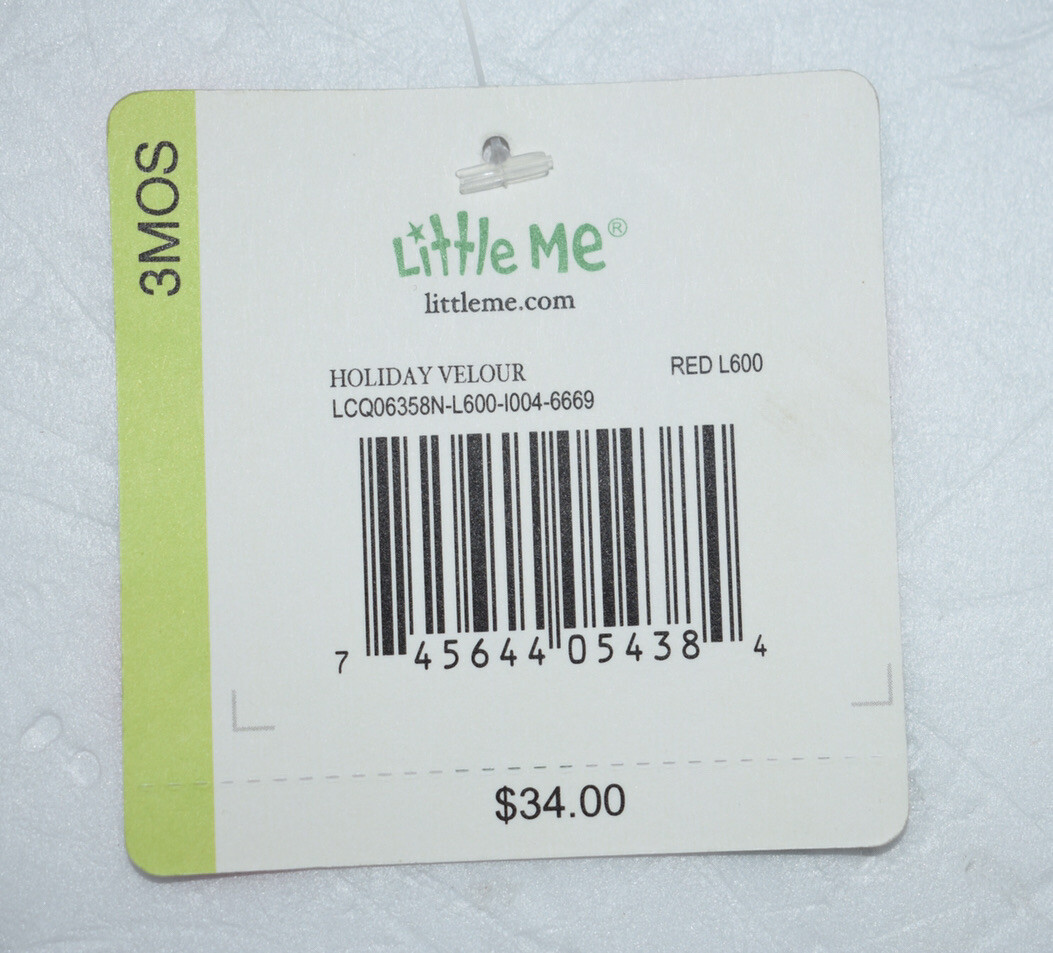 3MOS
Little Me®
littleme.com
HOLIDAY VELOUR RED L600
LCQ06358N-L600-I004-6669
7 45644 05438 4
$34.00